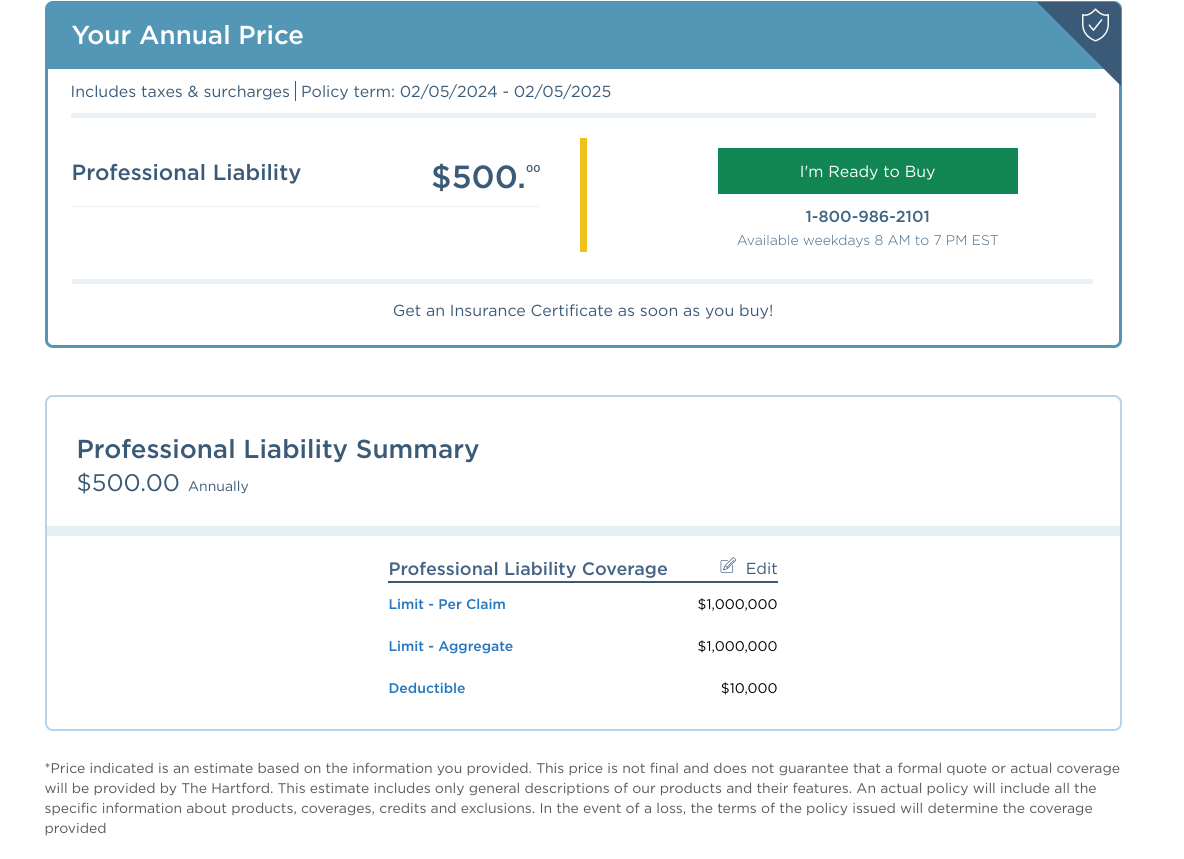 Your Annual Price
Includes taxes & surcharges | Policy term: 02/05/2024 - 02/05/2025
Professional Liability $500.00
I'm Ready to Buy
1-800-986-2101
Available weekdays 8 AM to 7 PM EST
Get an Insurance Certificate as soon as you buy!
Professional Liability Summary
$500.00 Annually
Professional Liability Coverage Edit
Limit - Per Claim $1,000,000
Limit - Aggregate $1,000,000
Deductible $10,000
*Price indicated is an estimate based on the information you provided. This price is not final and does not guarantee that a formal quote or actual coverage
will be provided by The Hartford. This estimate includes only general descriptions of our products and their features. An actual policy will include all the
specific information about products, coverages, credits and exclusions. In the event of a loss, the terms of the policy issued will determine the coverage
provided